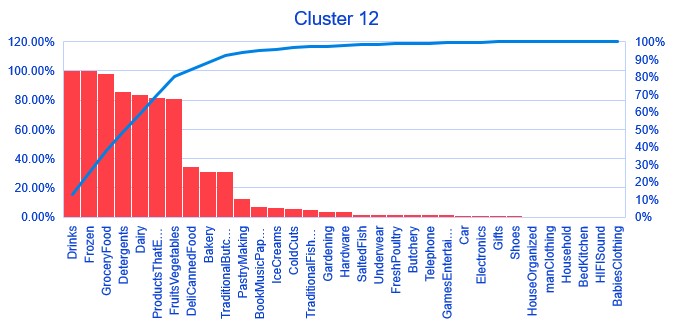 Cluster 12
120.00%
100.00%
80.00%
60.00%
40.00%
20.00%
0.00%
100%
90%
80%
70%
60%
50%
40%
30%
20%
10%
0%
Drinks
Frozen
GroceryFood
Detergents
Dairy
ProductsThatE…
FruitsVegetables
DeliCannedFood
Bakery
TraditionalButc…
PastryMaking
BookMusicPap…
IceCreams
ColdCuts
TraditionalFish…
Gardening
Hardware
SaltedFish
Underwear
FreshPoultry
Butchery
Telephone
GamesEntertai…
Car
Electronics
Gifts
Shoes
HouseOrganized
manClothing
Household
BedKitchen
HIFISound
BabiesClothing